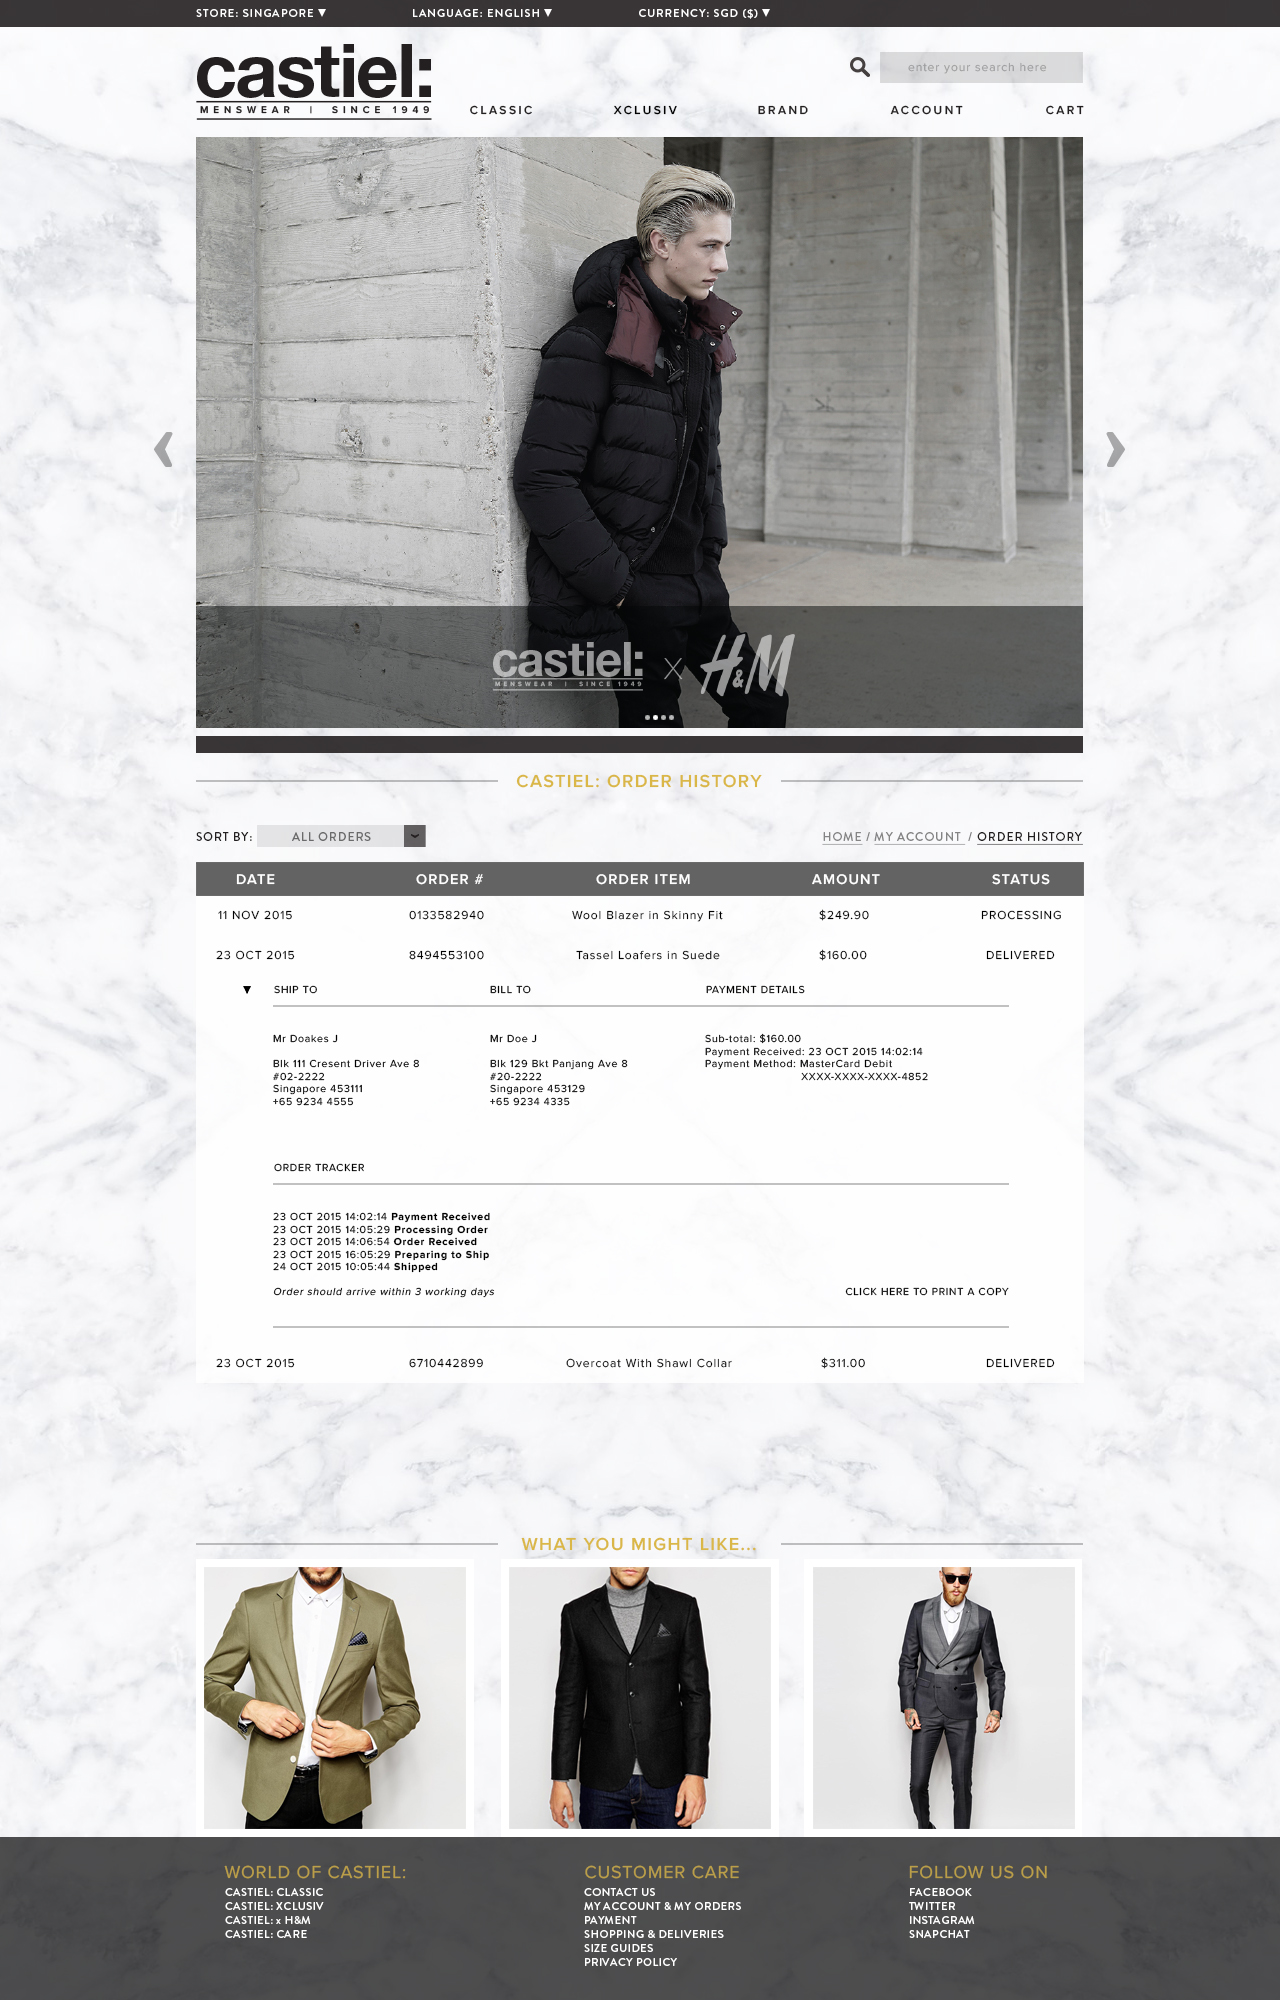 STORE: SINGAPORE ▼ LANGUAGE: ENGLISH ▼ CURRENCY: SGD ($) ▼
castiel:
MENSWEAR | SINCE 1949
enter your search here
CLASSIC XCLUSIV BRAND ACCOUNT CART
castiel: X H&M
MENSWEAR | SINCE 1949
CASTIEL: ORDER HISTORY
SORT BY: ALL ORDERS HOME / MY ACCOUNT / ORDER HISTORY
DATE ORDER # ORDER ITEM AMOUNT STATUS
11 NOV 2015 0133582940 Wool Blazer in Skinny Fit $249.90 PROCESSING
23 OCT 2015 8494553100 Tassel Loafers in Suede $160.00 DELIVERED
▼ SHIP TO BILL TO PAYMENT DETAILS
Mr Doakes J Mr Doe J Sub-total: $160.00
Payment Received: 23 OCT 2015 14:02:14
Blk 111 Cresent Driver Ave 8 Blk 129 Bkt Panjang Ave 8 Payment Method: MasterCard Debit
#02-2222 #20-2222 XXXX-XXXX-XXXX-4852
Singapore 453111 Singapore 453129
+65 9234 4555 +65 9234 4335
ORDER TRACKER
23 OCT 2015 14:02:14 Payment Received
23 OCT 2015 14:05:29 Processing Order
23 OCT 2015 14:06:54 Order Received
23 OCT 2015 16:05:29 Preparing to Ship
24 OCT 2015 10:05:44 Shipped
Order should arrive within 3 working days CLICK HERE TO PRINT A COPY
23 OCT 2015 6710442899 Overcoat With Shawl Collar $311.00 DELIVERED
WHAT YOU MIGHT LIKE...
WORLD OF CASTIEL: CUSTOMER CARE FOLLOW US ON
CASTIEL: CLASSIC CONTACT US FACEBOOK
CASTIEL: XCLUSIV MY ACCOUNT & MY ORDERS TWITTER
CASTIEL: x H&M PAYMENT INSTAGRAM
CASTIEL: CARE SHOPPING & DELIVERIES SNAPCHAT
SIZE GUIDES
PRIVACY POLICY